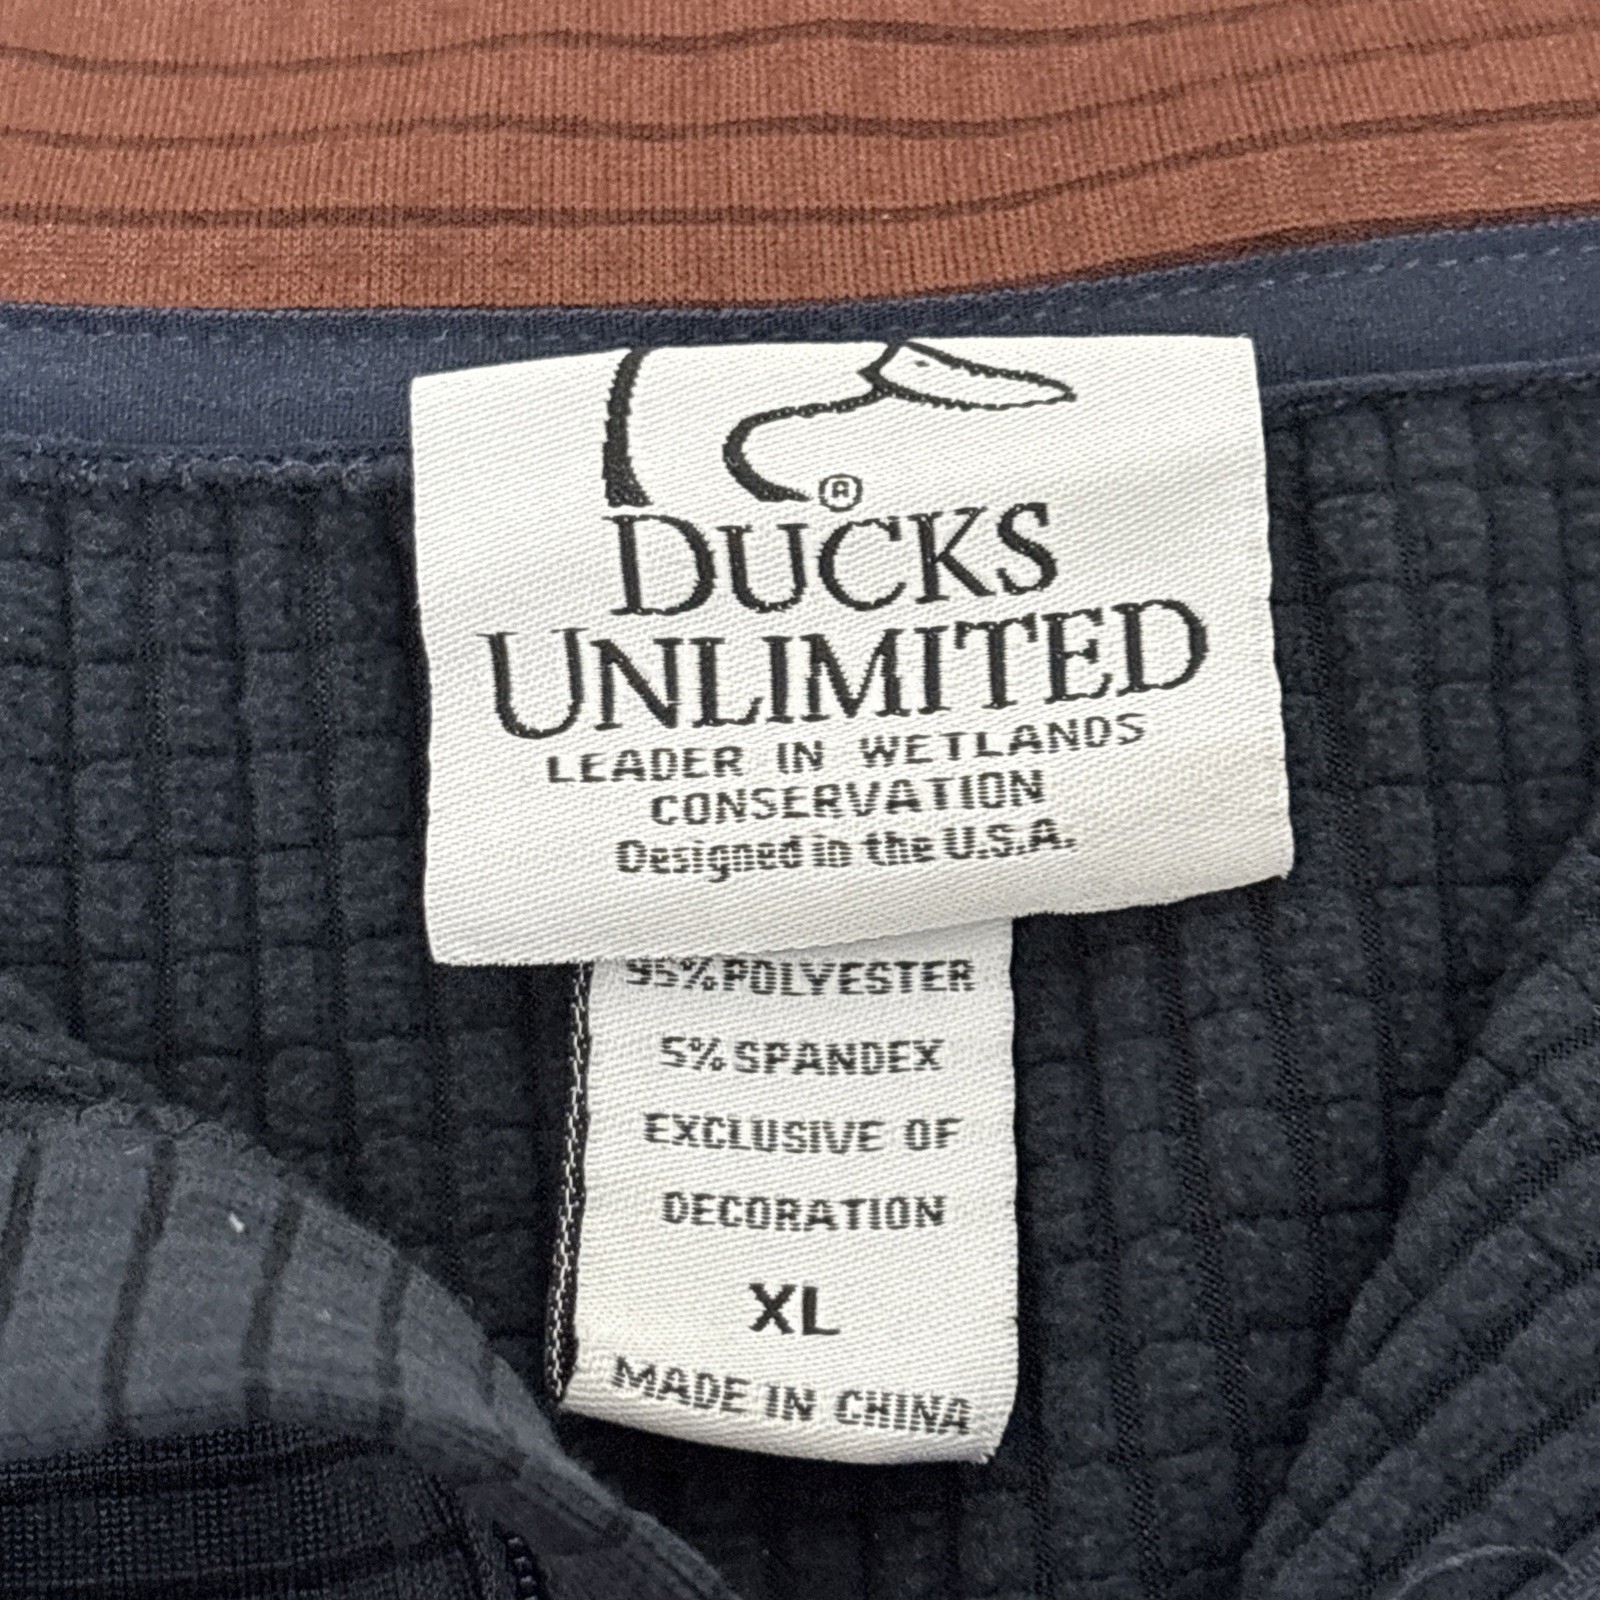 ®
DUCKS
UNLIMITED
LEADER IN WETLANDS
CONSERVATION
Designed in the U.S.A.
95% POLYESTER
5% SPANDEX
EXCLUSIVE OF
DECORATION
XL
MADE IN CHINA